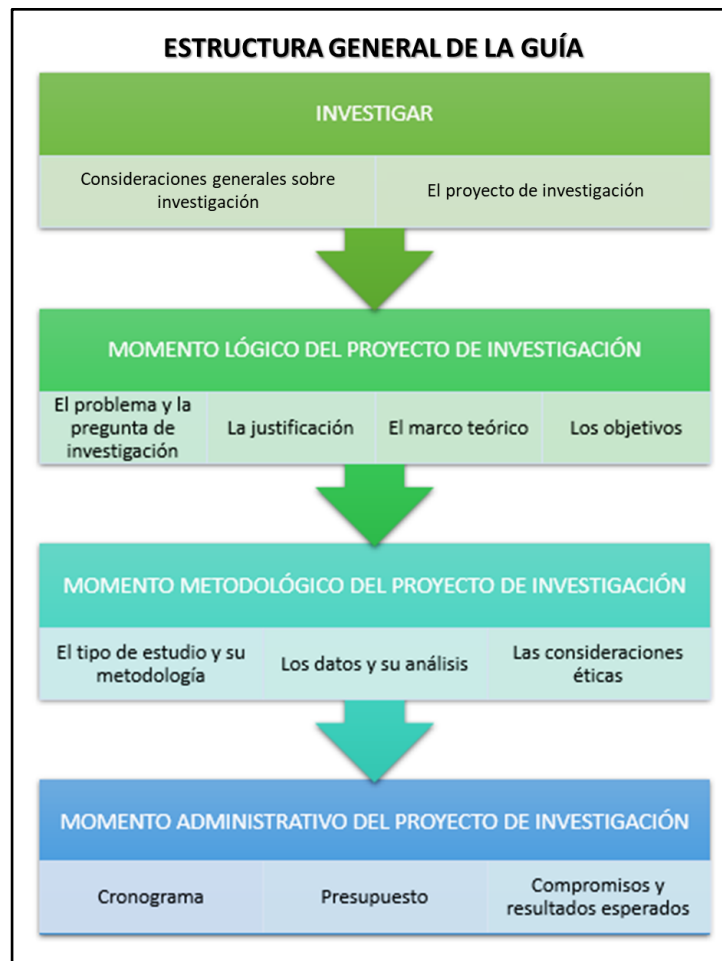 ESTRUCTURA GENERAL DE LA GUÍA
INVESTIGAR
Consideraciones generales sobre
investigación
El proyecto de investigación
MOMENTO LÓGICO DEL PROYECTO DE INVESTIGACIÓN
El problema y la
pregunta de
investigación
La justificación
El marco teórico
Los objetivos
MOMENTO METODOLÓGICO DEL PROYECTO DE INVESTIGACIÓN
El tipo de estudio y su
metodología
Los datos y su análisis
Las consideraciones
éticas
MOMENTO ADMINISTRATIVO DEL PROYECTO DE INVESTIGACIÓN
Cronograma
Presupuesto
Compromisos y
resultados esperados